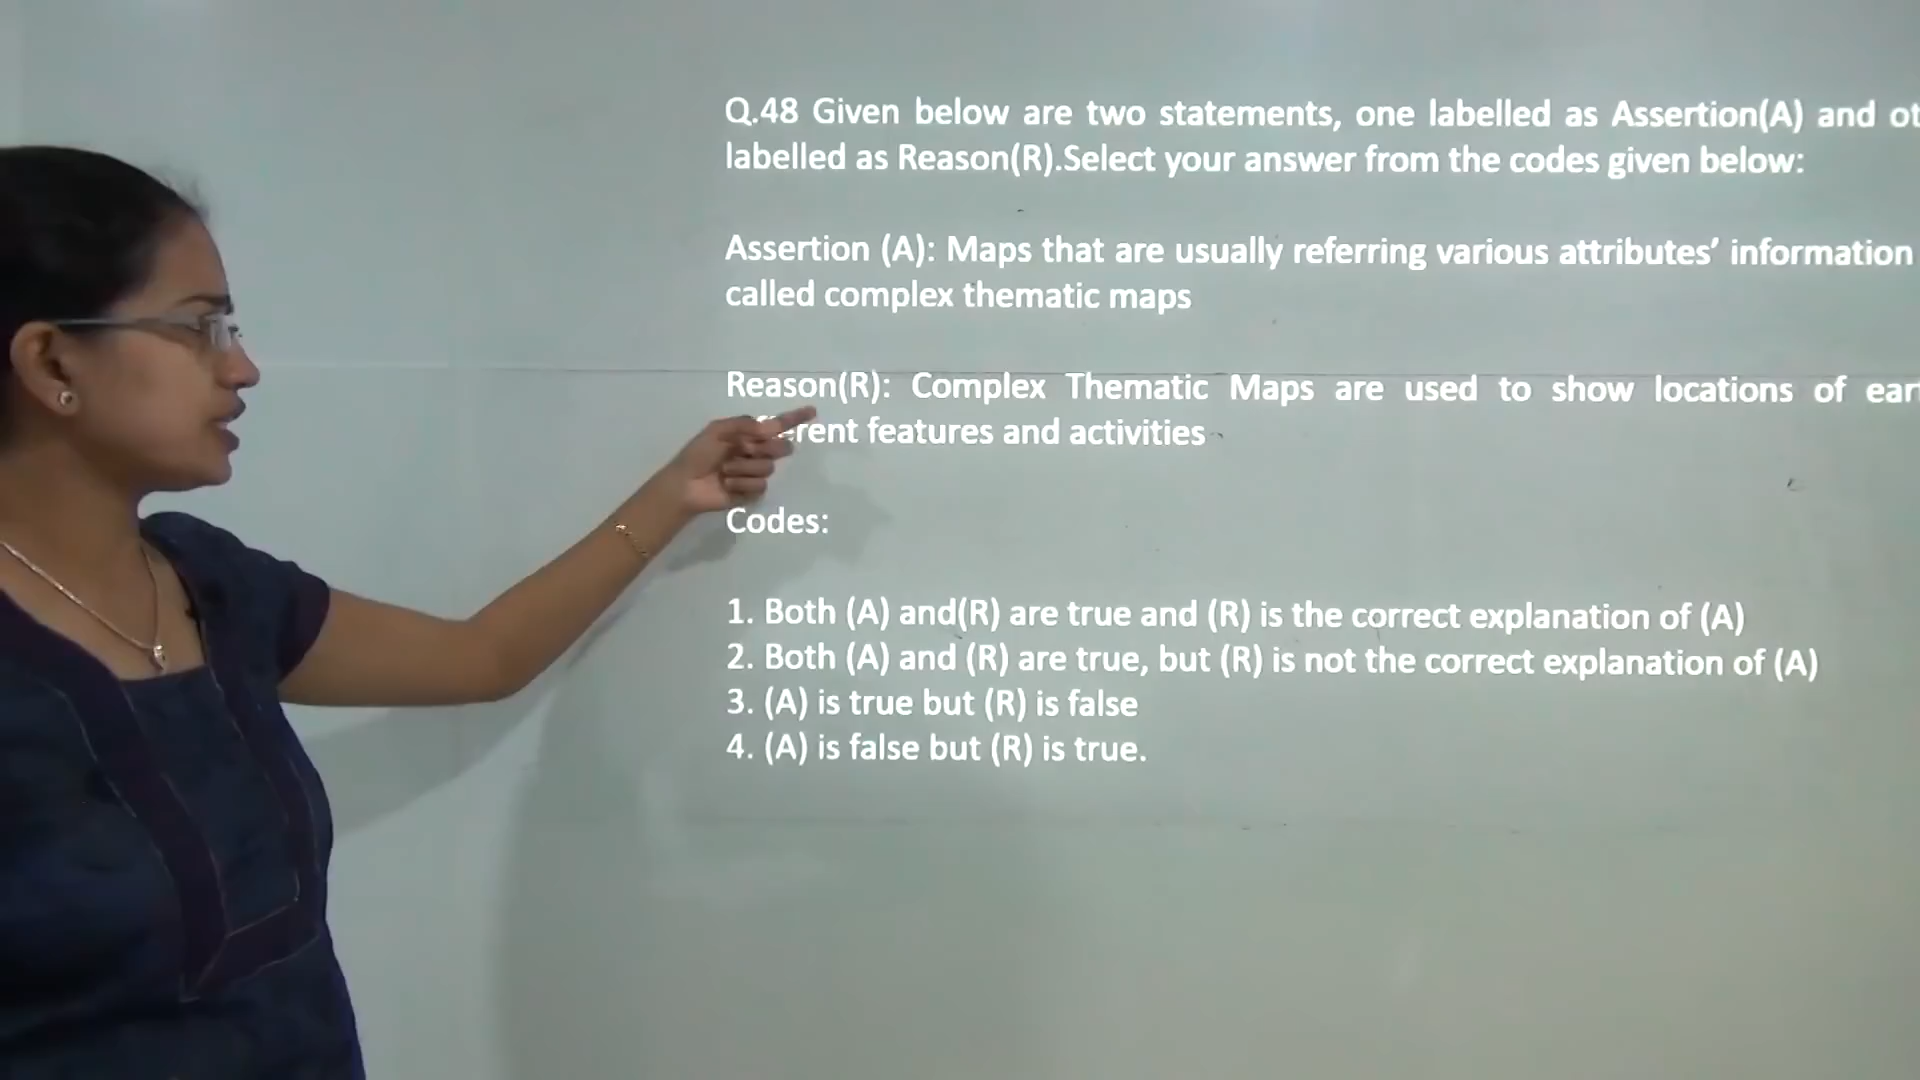 Q.48 Given below are two statements, one labelled as Assertion(A) and
labelled as Reason(R).Select your answer from the codes given below:
Assertion (A): Maps that are usually referring various attributes’ information
called complex thematic maps
Reason(R): Complex Thematic Maps are used to show locations of
features and activities
Codes:
1. Both (A) and(R) are true and (R) is the correct explanation of (A)
2. Both (A) and (R) are true, but (R) is not the correct explanation of (A)
3. (A) is true but (R) is false
4. (A) is false but (R) is true.